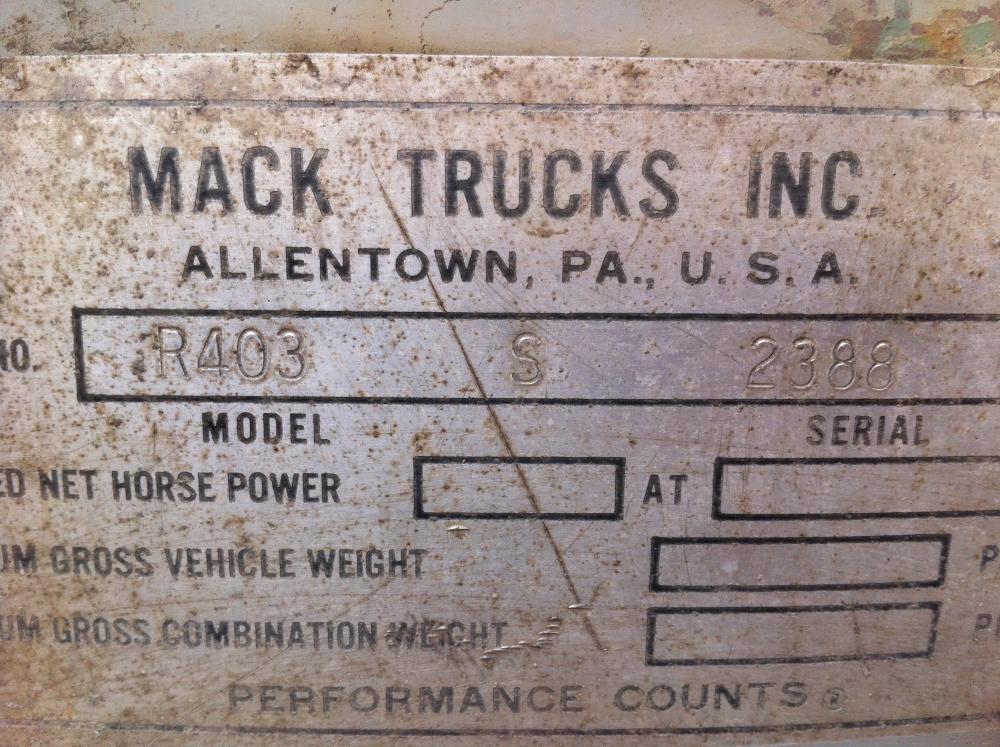 MACK TRUCKS INC.
ALLENTOWN, PA., U. S. A.
NO. R403 S 2388
MODEL SERIAL
ED NET HORSE POWER AT
UM GROSS VEHICLE WEIGHT P
UM GROSS COMBINATION WEIGHT P
PERFORMANCE COUNTS ®